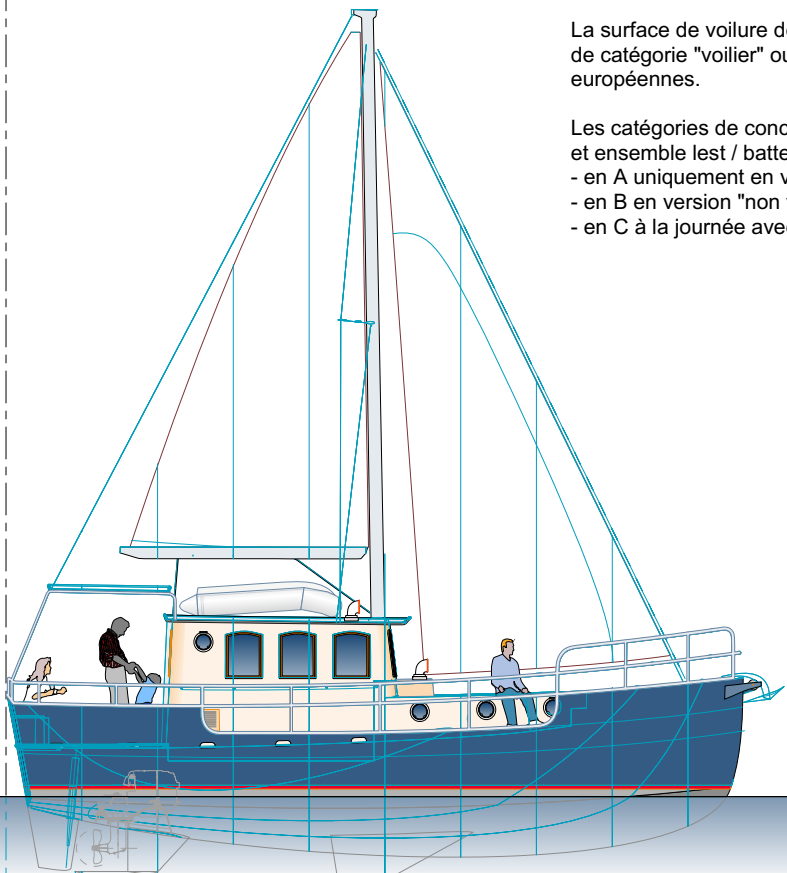 La surface de voilure d
de catégorie "voilier" ou
européennes.
Les catégories de conc
et ensemble lest / batte
- en A uniquement en v
- en B en version "non
- en C à la journée avec